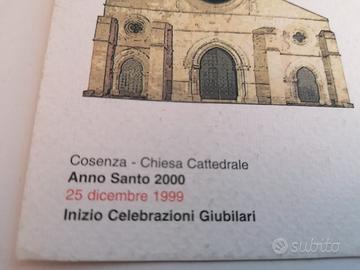 Cosenza - Chiesa Cattedrale
Anno Santo 2000
25 dicembre 1999
Inizio Celebrazioni Giubilari
subito